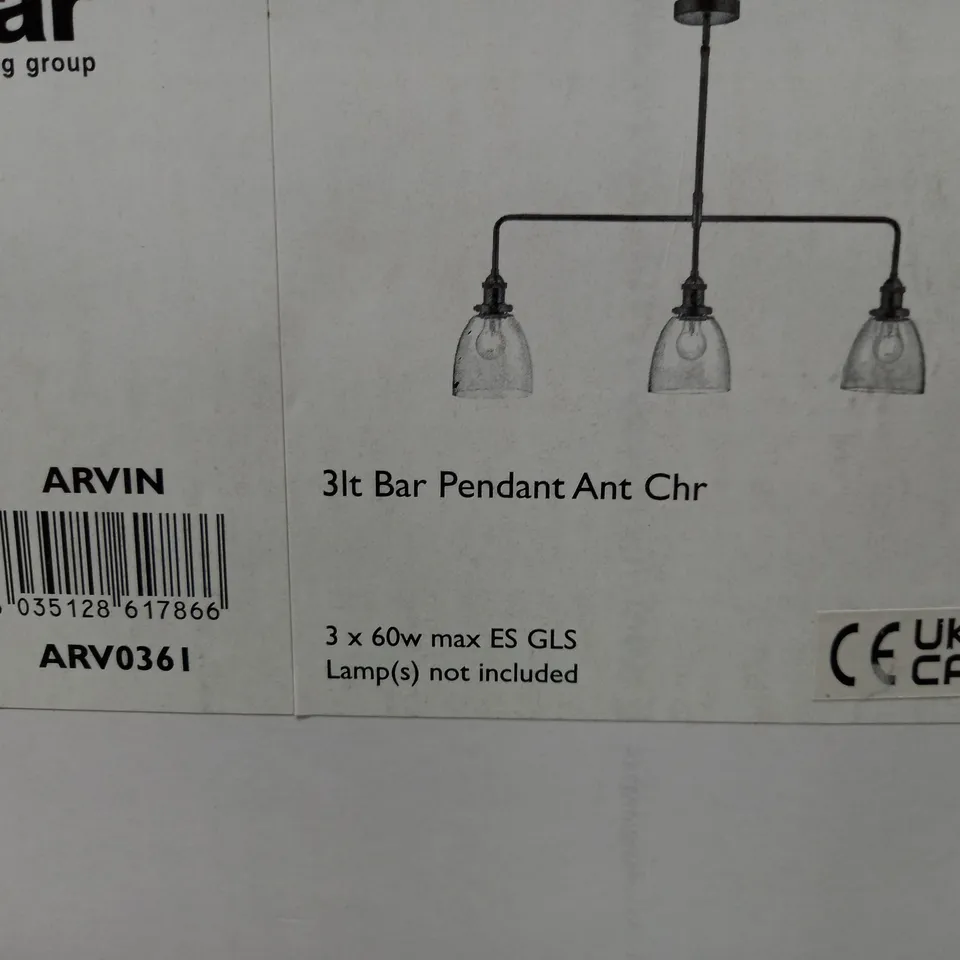 ar
g group
ARVIN
035128 617866
ARV0361
3lt Bar Pendant Ant Chr
3 x 60w max ES GLS
Lamp(s) not included
CE UK
CA